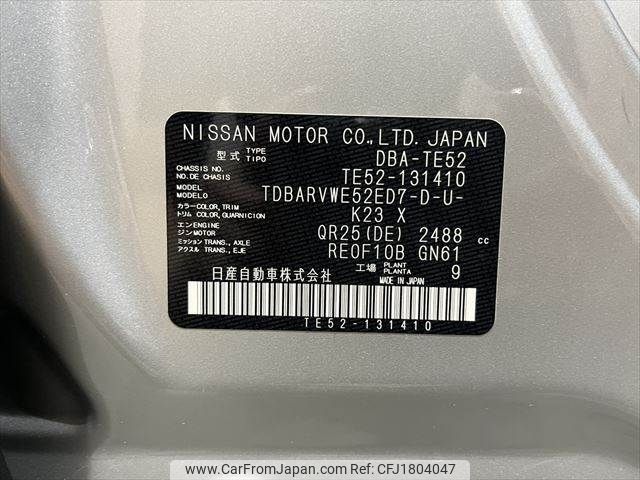 NISSAN MOTOR CO.,LTD. JAPAN
型式 TYPE TIPO DBA-TE52
CHASSIS NO. NO.DE CHASIS TE52-131410
MODEL MODELO TDBARVWE52ED7-D-U-
カラー COLOR, TRIM トリム COLOR, GUARNICION K23 X
エンジン ENGINE MOTOR QR25(DE) 2488 cc
ミッション TRANS., AXLE アクスル TRANS., EJE RE0F10B GN61
工場 PLANT PLANTA 9
日産自動車株式会社 MADE IN JAPAN
TE52-131410
www.CarFromJapan.com - Car ID: CFJ1804047